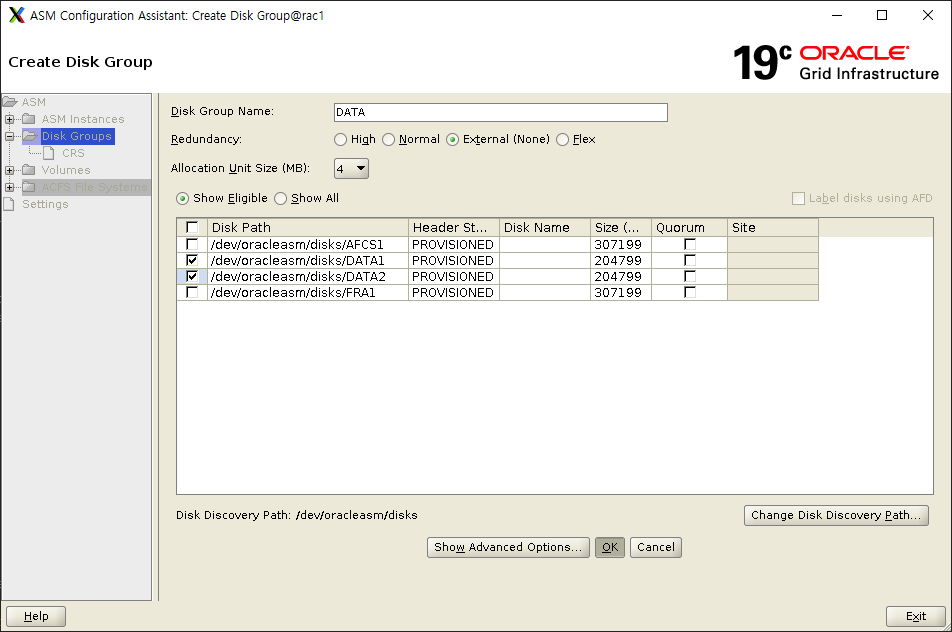 ASM Configuration Assistant: Create Disk Group@rac1
Create Disk Group
19c ORACLE
Grid Infrastructure
ASM
ASM Instances
Disk Groups
CRS
Volumes
ACFS File Systems
Settings
Disk Group Name: DATA
Redundancy: High Normal External (None) Flex
Allocation Unit Size (MB): 4
Show Eligible Show All Label disks using AFD
Disk Path Header St... Disk Name Size (... Quorum Site
/dev/oracleasm/disks/AFCS1 PROVISIONED 307199
/dev/oracleasm/disks/DATA1 PROVISIONED 204799
/dev/oracleasm/disks/DATA2 PROVISIONED 204799
/dev/oracleasm/disks/FRA1 PROVISIONED 307199
Disk Discovery Path: /dev/oracleasm/disks Change Disk Discovery Path...
Show Advanced Options... OK Cancel
Help Exit